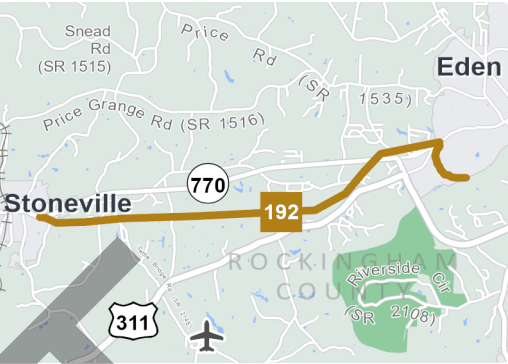 Snead
Rd
(SR 1515)
Price Rd
(SR 1535)
Eden
Price Grange Rd (SR 1516)
770
Stoneville
192
ROCKINGHAM
COUNTY
Riverside Cir
(SR 2108)
311